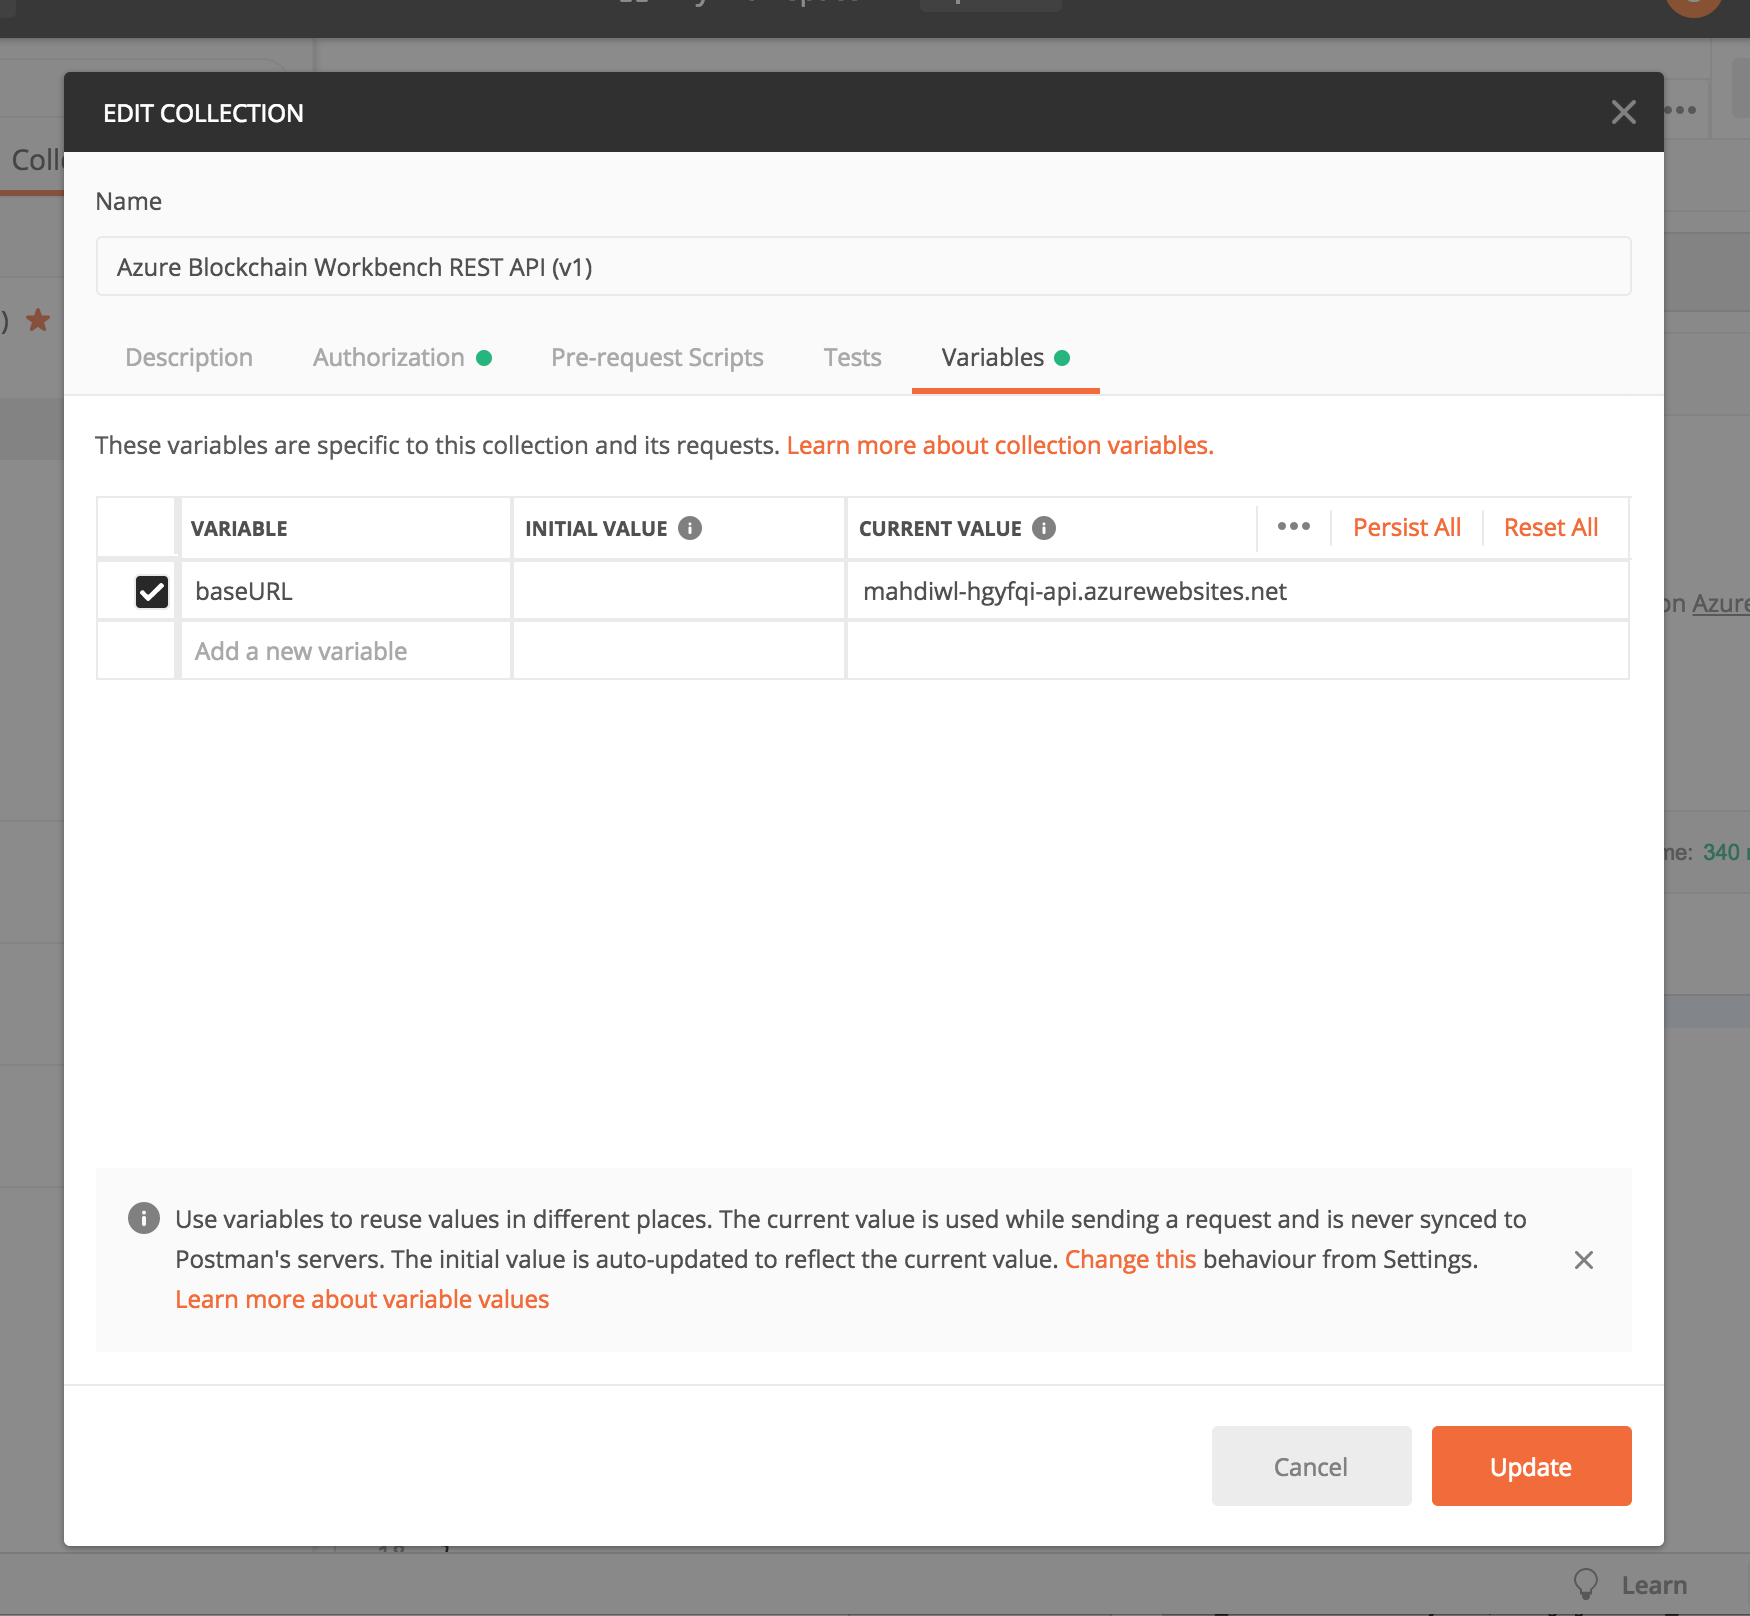 EDIT COLLECTION
Name
Azure Blockchain Workbench REST API (v1)
Description Authorization Pre-request Scripts Tests Variables
These variables are specific to this collection and its requests. Learn more about collection variables.
VARIABLE INITIAL VALUE CURRENT VALUE ••• Persist All Reset All
baseURL mahdiwl-hgyfqi-api.azurewebsites.net
on Azure
Add a new variable
340
Use variables to reuse values in different places. The current value is used while sending a request and is never synced to
Postman's servers. The initial value is auto-updated to reflect the current value. Change this behaviour from Settings.
Learn more about variable values
Cancel Update
Learn